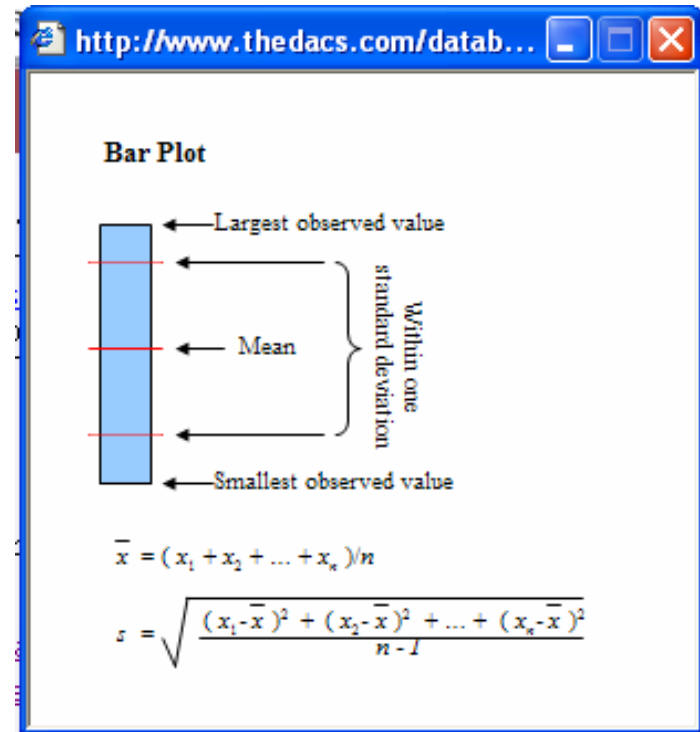 http://www.thedacs.com/datab...
Bar Plot
Largest observed value
Within one
standard deviation
Mean
Smallest observed value
x̅ = ( x₁ + x₂ + ... + xₙ )/n
s = √ ( x₁-x̅ )² + ( x₂-x̅ )² + ... + ( xₙ-x̅ )²
n - 1